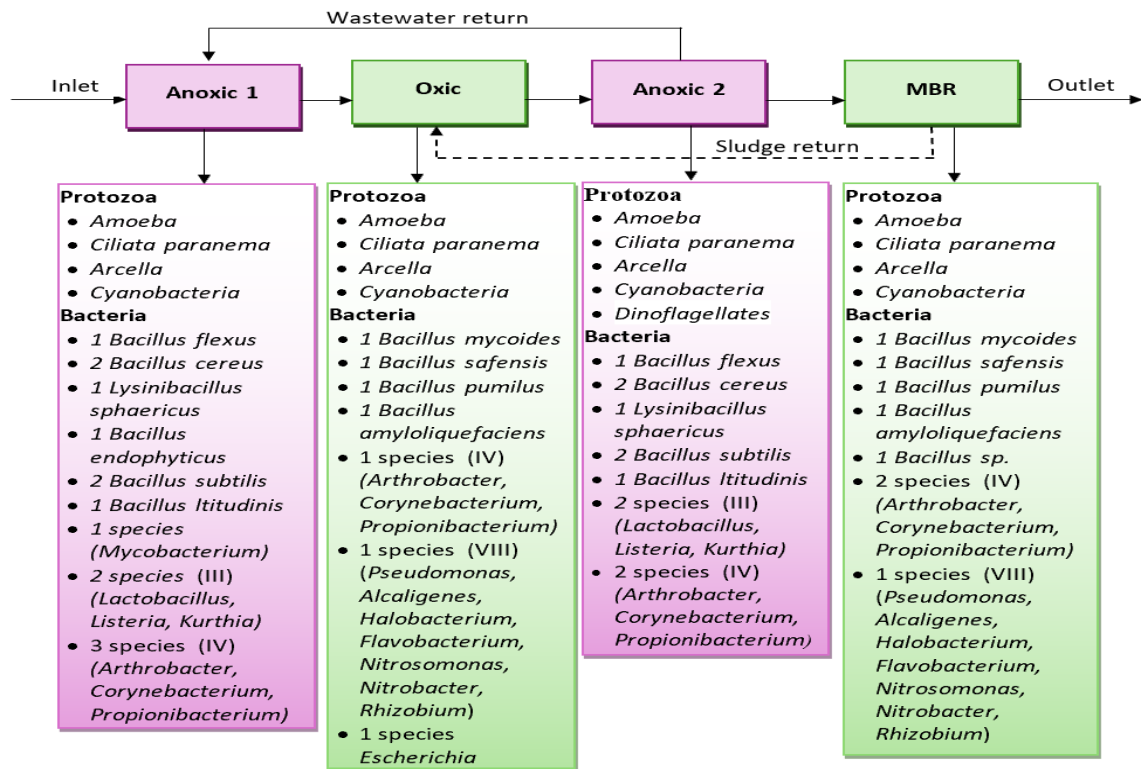 Wastewater return
Inlet
Anoxic 1
Oxic
Anoxic 2
MBR
Outlet
Sludge return
Protozoa
• Amoeba
• Ciliata paranema
• Arcella
• Cyanobacteria
Bacteria
• 1 Bacillus flexus
• 2 Bacillus cereus
• 1 Lysinibacillus
sphaericus
• 1 Bacillus
endophyticus
• 2 Bacillus subtilis
• 1 Bacillus ltitudinis
• 1 species
(Mycobacterium)
• 2 species (III)
(Lactobacillus,
Listeria, Kurthia)
• 3 species (IV)
(Arthrobacter,
Corynebacterium,
Propionibacterium)
Protozoa
• Amoeba
• Ciliata paranema
• Arcella
• Cyanobacteria
Bacteria
• 1 Bacillus mycoides
• 1 Bacillus safensis
• 1 Bacillus pumilus
• 1 Bacillus
amyloliquefaciens
• 1 species (IV)
(Arthrobacter,
Corynebacterium,
Propionibacterium)
• 1 species (VIII)
(Pseudomonas,
Alcaligenes,
Halobacterium,
Flavobacterium,
Nitrosomonas,
Nitrobacter,
Rhizobium)
• 1 species
Escherichia
Protozoa
• Amoeba
• Ciliata paranema
• Arcella
• Cyanobacteria
• Dinoflagellates
Bacteria
• 1 Bacillus flexus
• 2 Bacillus cereus
• 1 Lysinibacillus
sphaericus
• 2 Bacillus subtilis
• 1 Bacillus ltitudinis
• 2 species (III)
(Lactobacillus,
Listeria, Kurthia)
• 2 species (IV)
(Arthrobacter,
Corynebacterium,
Propionibacterium)
Protozoa
• Amoeba
• Ciliata paranema
• Arcella
• Cyanobacteria
Bacteria
• 1 Bacillus mycoides
• 1 Bacillus safensis
• 1 Bacillus pumilus
• 1 Bacillus
amyloliquefaciens
• 1 Bacillus sp.
• 2 species (IV)
(Arthrobacter,
Corynebacterium,
Propionibacterium)
• 1 species (VIII)
(Pseudomonas,
Alcaligenes,
Halobacterium,
Flavobacterium,
Nitrosomonas,
Nitrobacter,
Rhizobium)